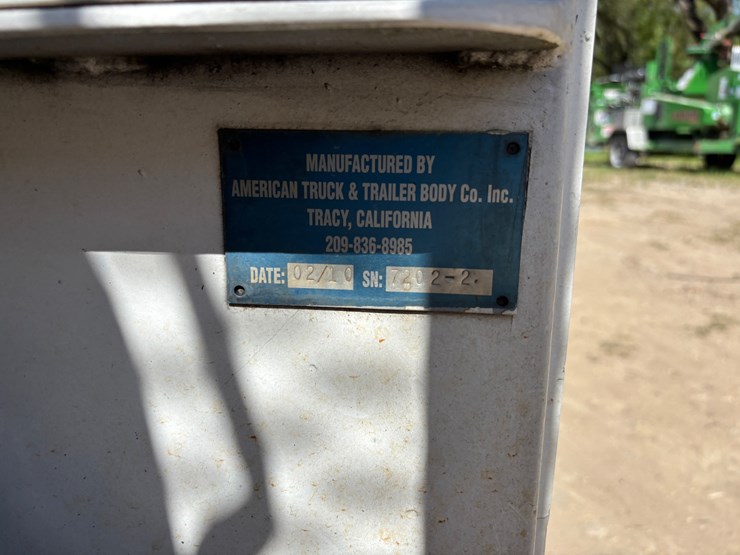 MANUFACTURED BY
AMERICAN TRUCK & TRAILER BODY Co. Inc.
TRACY, CALIFORNIA
209-836-8985
DATE: 02/10 SN: 7202-2.